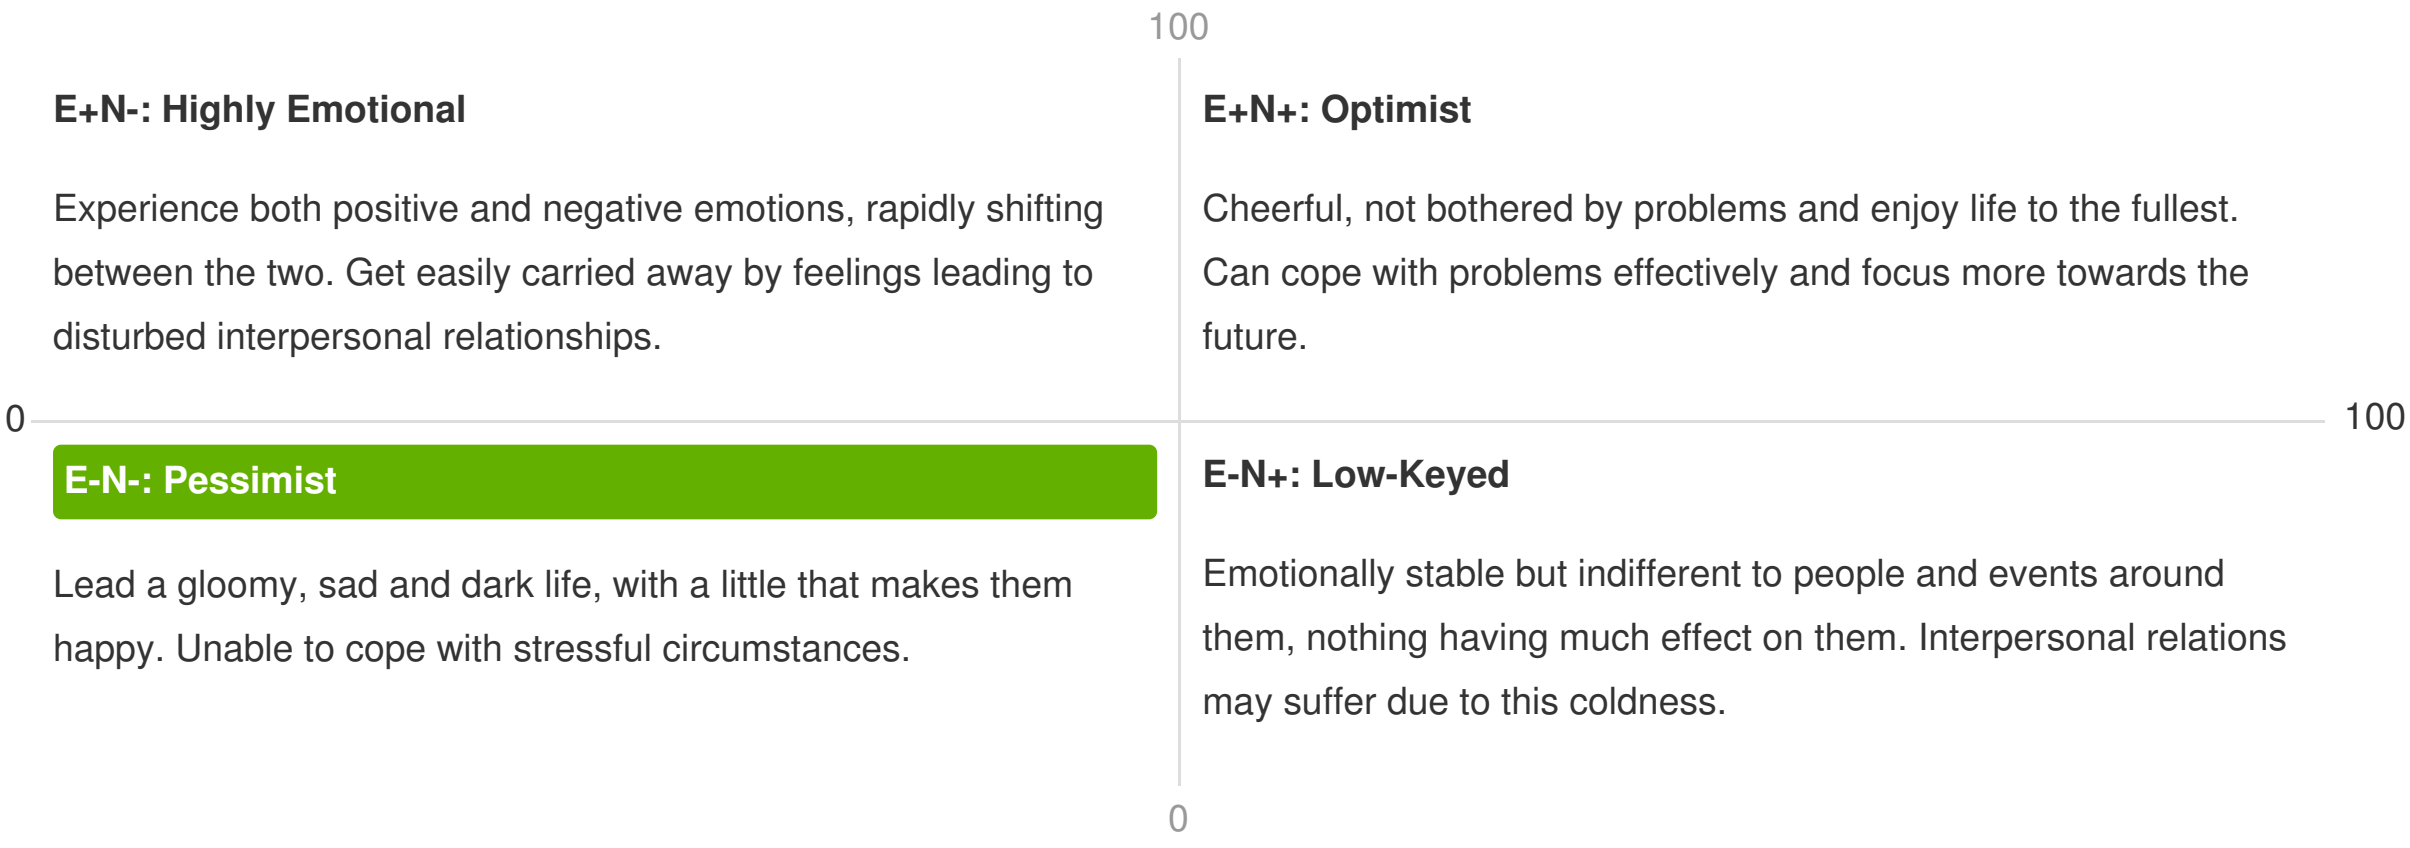 100
E+N-: Highly Emotional
Experience both positive and negative emotions, rapidly shifting
between the two. Get easily carried away by feelings leading to
disturbed interpersonal relationships.
E+N+: Optimist
Cheerful, not bothered by problems and enjoy life to the fullest.
Can cope with problems effectively and focus more towards the
future.
0
100
E-N-: Pessimist
Lead a gloomy, sad and dark life, with a little that makes them
happy. Unable to cope with stressful circumstances.
E-N+: Low-Keyed
Emotionally stable but indifferent to people and events around
them, nothing having much effect on them. Interpersonal relations
may suffer due to this coldness.
0